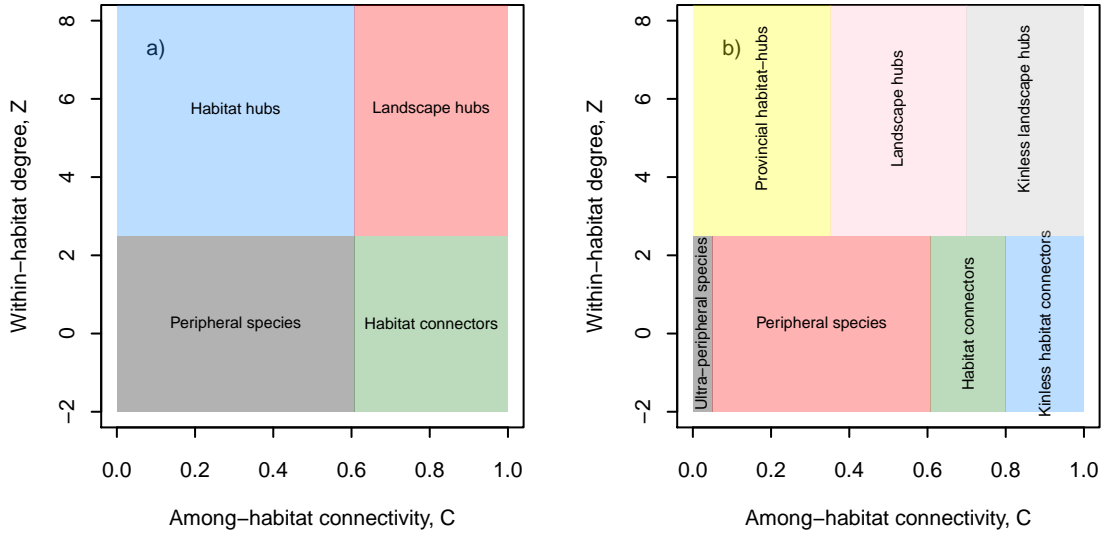 a)
Habitat hubs
Landscape hubs
Peripheral species
Habitat connectors
8
6
4
2
0
−2
Within−habitat degree, Z
0.0 0.2 0.4 0.6 0.8 1.0
Among−habitat connectivity, C
b)
Provincial habitat−hubs
Landscape hubs
Kinless landscape hubs
Ultra−peripheral species
Peripheral species
Habitat connectors
Kinless habitat connectors
8
6
4
2
0
−2
Within−habitat degree, Z
0.0 0.2 0.4 0.6 0.8 1.0
Among−habitat connectivity, C